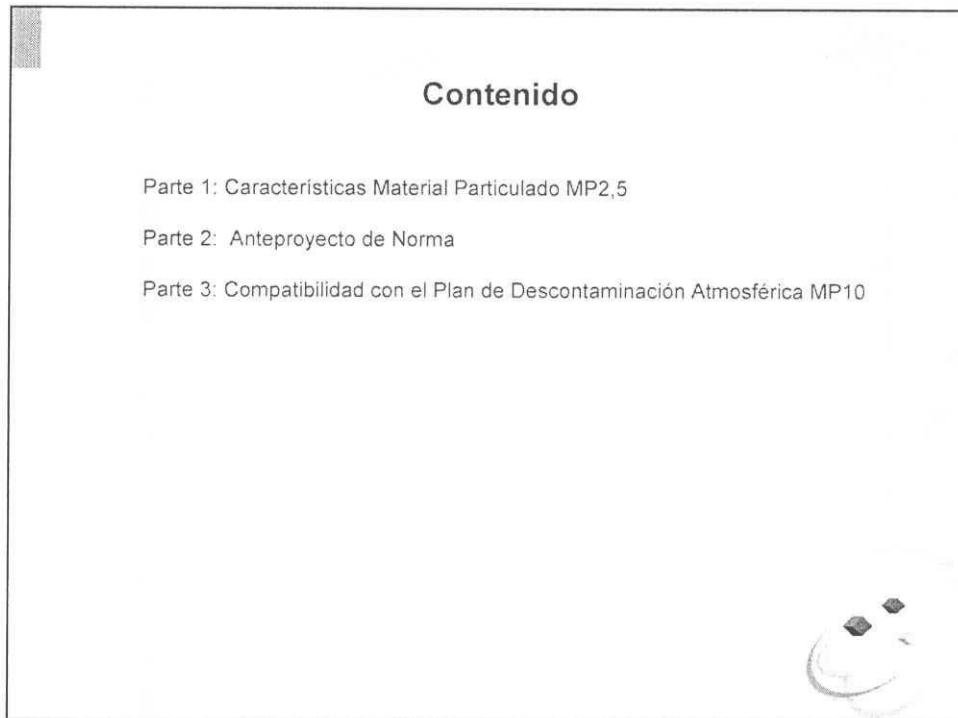 Contenido
Parte 1: Características Material Particulado MP2,5
Parte 2: Anteproyecto de Norma
Parte 3: Compatibilidad con el Plan de Descontaminación Atmosférica MP10